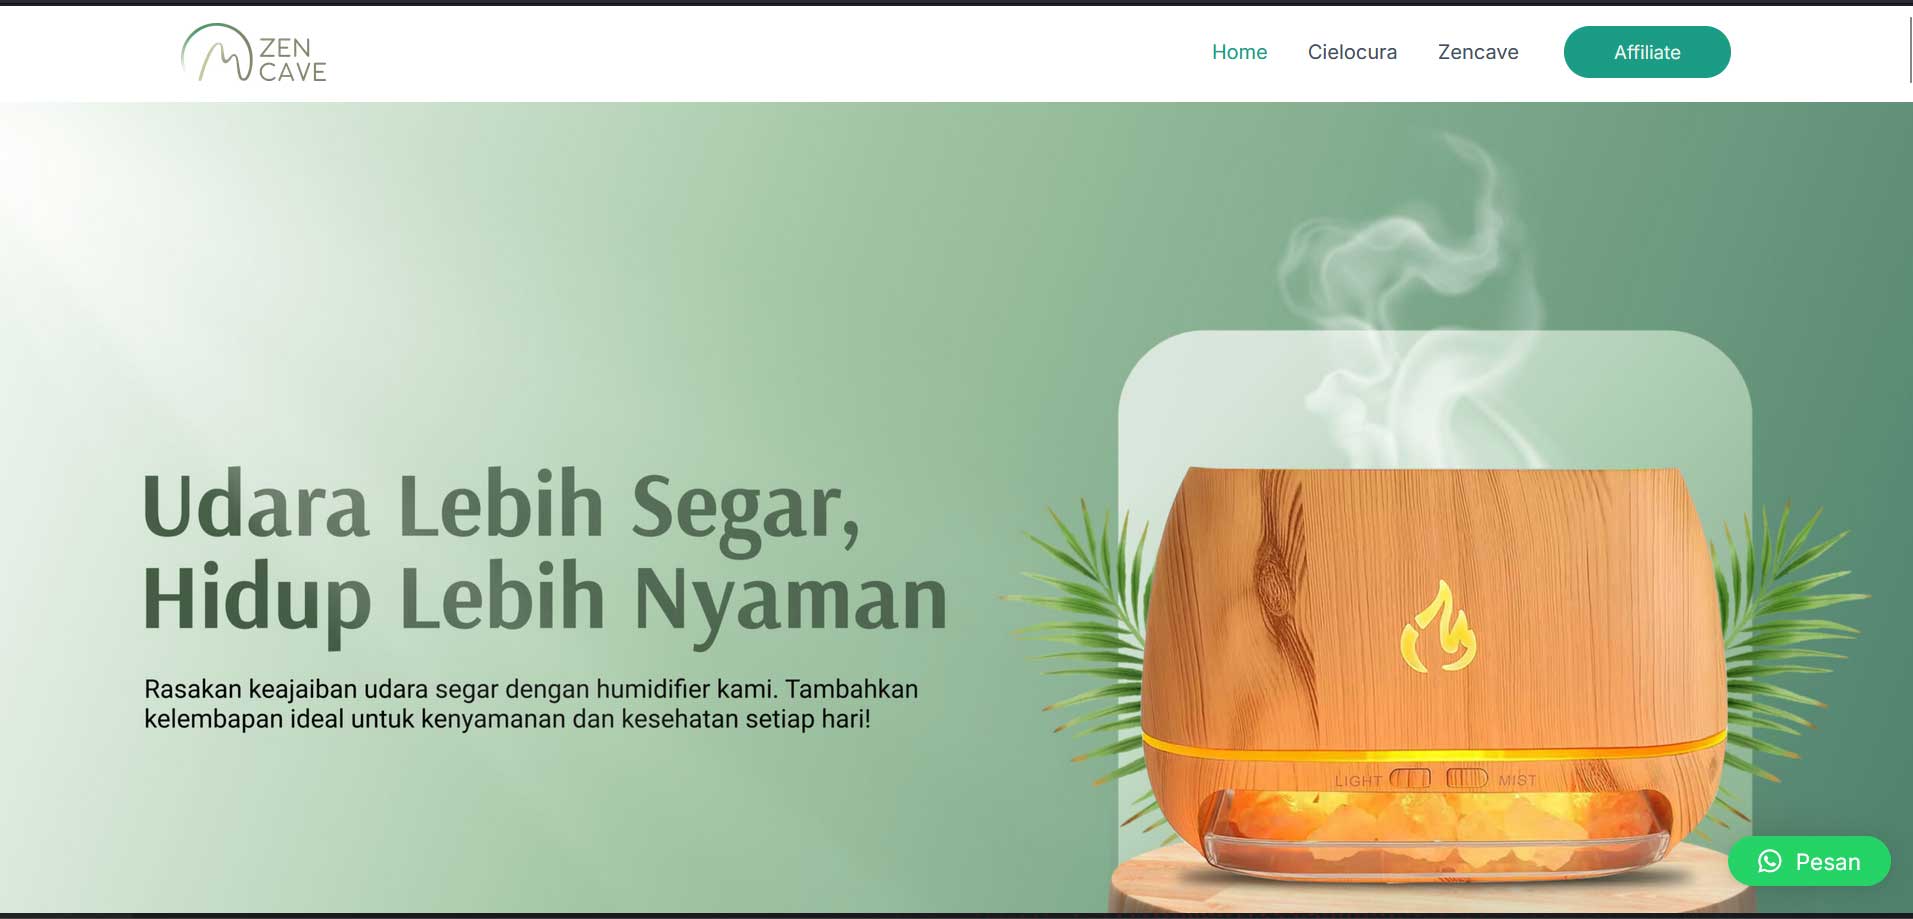 ZEN
CAVE
Home
Cielocura
Zencave
Affiliate
Udara Lebih Segar,
Hidup Lebih Nyaman
Rasakan keajaiban udara segar dengan humidifier kami. Tambahkan
kelembapan ideal untuk kenyamanan dan kesehatan setiap hari!
LIGHT
MIST
Pesan